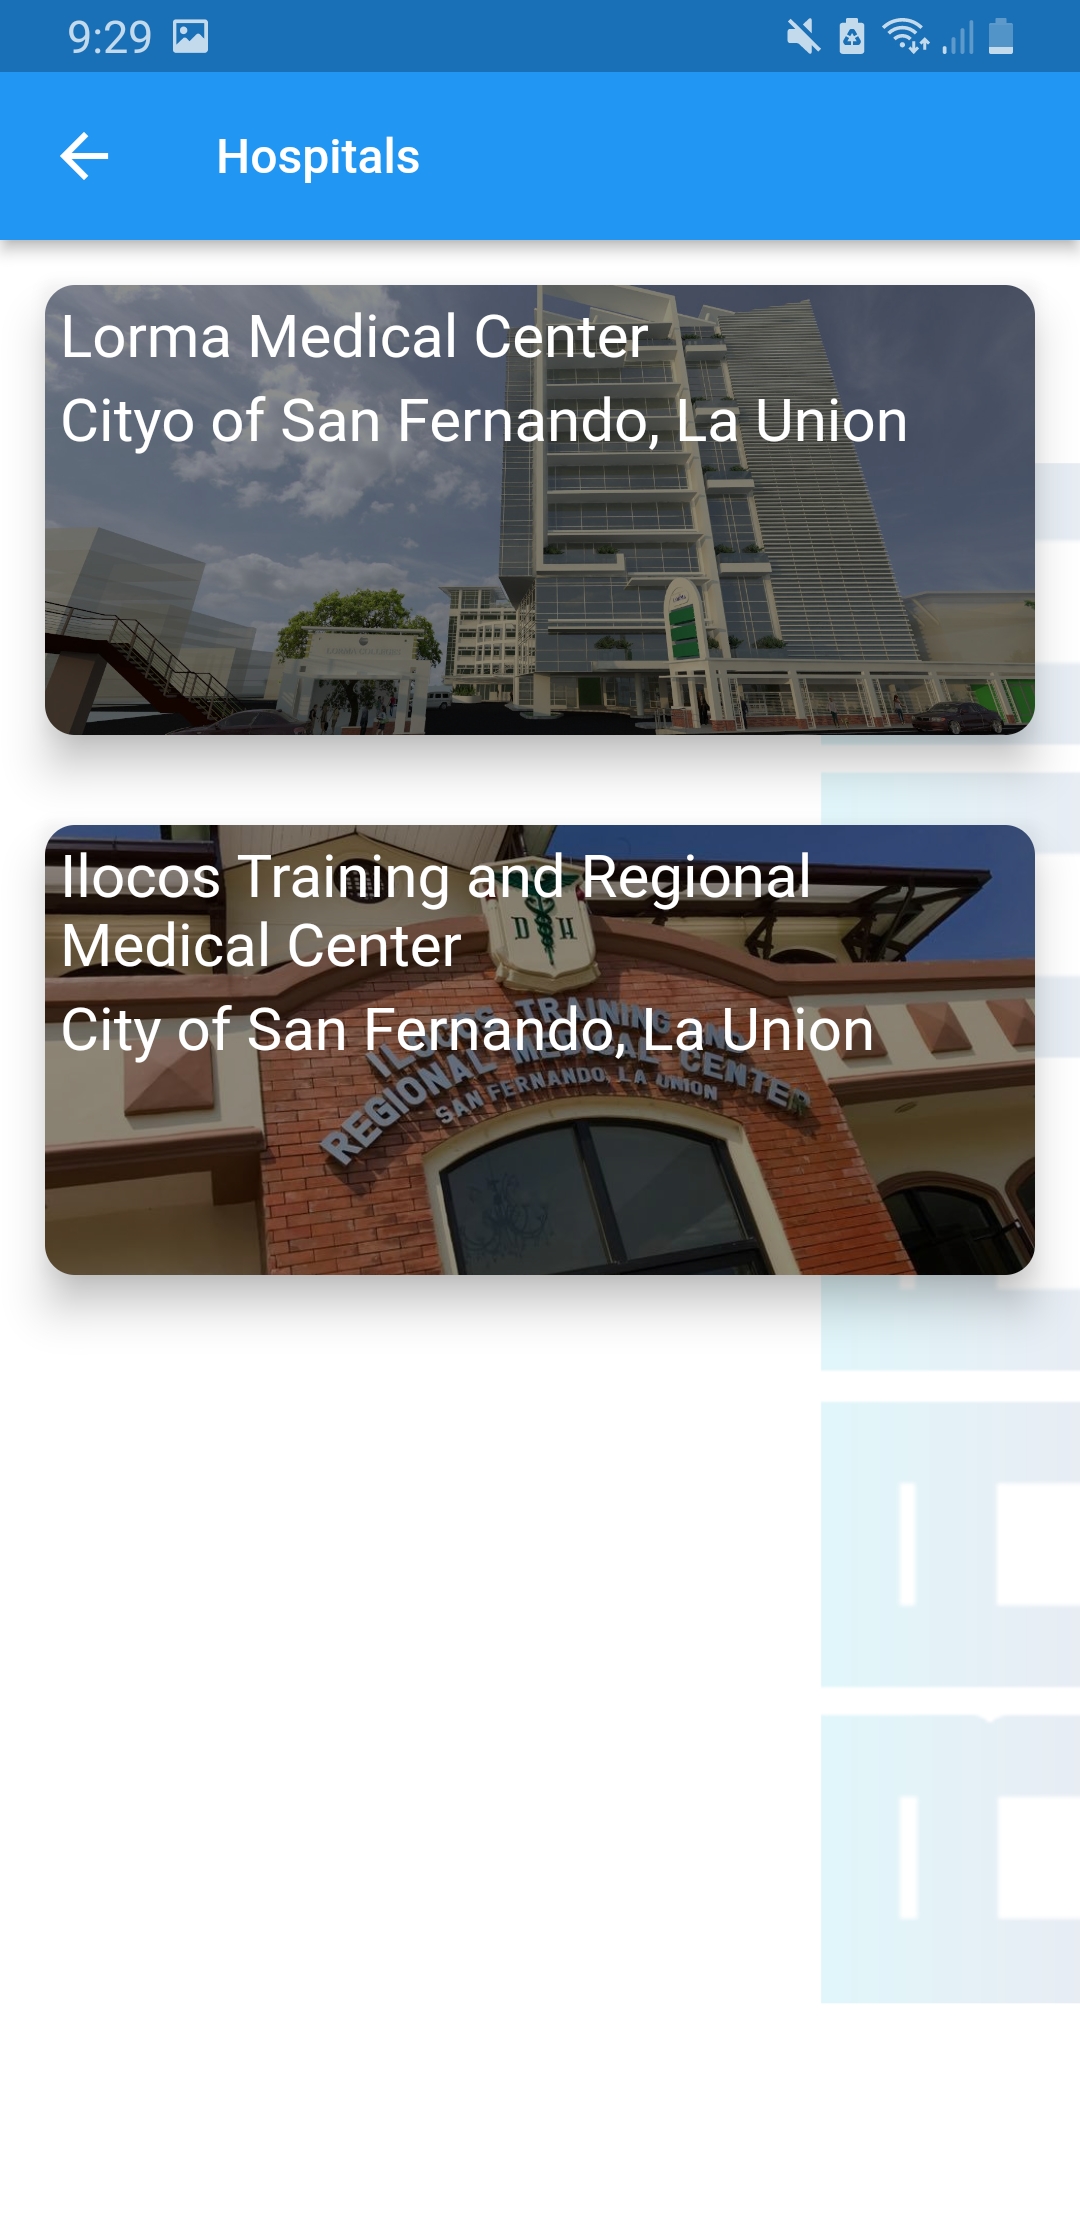 9:29
Hospitals
Lorma Medical Center
Cityo of San Fernando, La Union
Ilocos Training and Regional
Medical Center
City of San Fernando, La Union
D H
ILOCOS TRAINING AND
REGIONAL MEDICAL CENTER
SAN FERNANDO, LA UNION